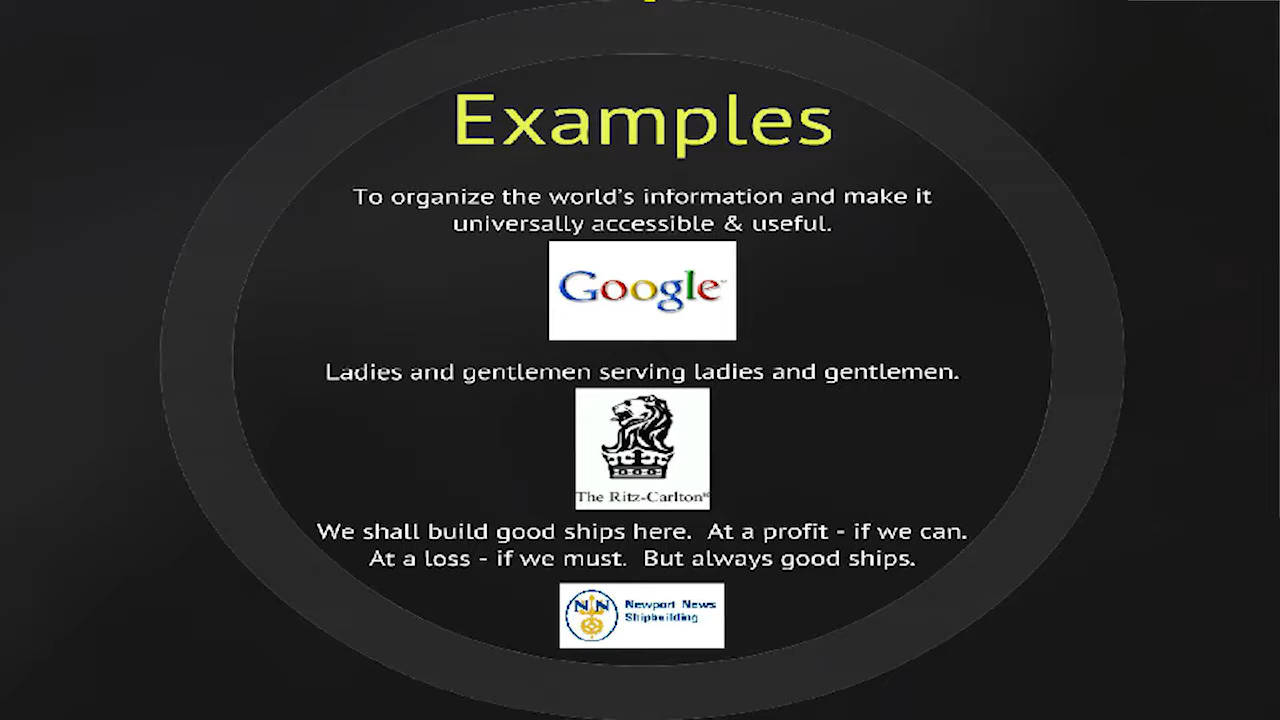 Examples
To organize the world's information and make it
universally accessible & useful.
Google™
Ladies and gentlemen serving ladies and gentlemen.
The Ritz-Carlton®
We shall build good ships here. At a profit - if we can.
At a loss - if we must. But always good ships.
NN
Newport News
Shipbuilding